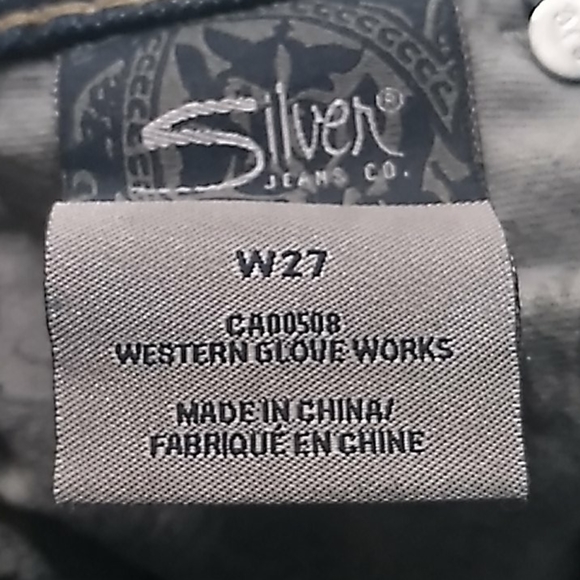 Silver®
JEANS CO.
W27
CA00508
WESTERN GLOVE WORKS
MADE IN CHINA/
FABRIQUÉ EN CHINE